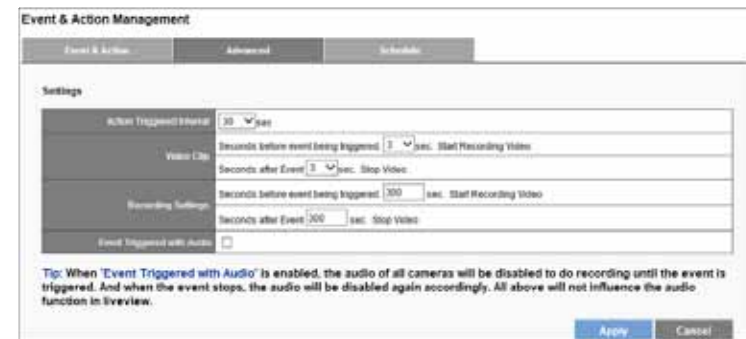 Event & Action Management
Event & Action Advanced Schedule
Settings
Action Triggered Interval 30 sec
Video Clip
Seconds before event being triggered 3 sec. Start Recording Video
Seconds after Event 3 sec. Stop Video
Recording Settings
Seconds before event being triggered 300 sec. Start Recording Video
Seconds after Event 300 sec. Stop Video
Event Triggered with Audio
Tip: When 'Event Triggered with Audio' is enabled, the audio of all cameras will be disabled to do recording until the event is
triggered. And when the event stops, the audio will be disabled again accordingly. All above will not influence the audio
function in liveview.
Apply Cancel